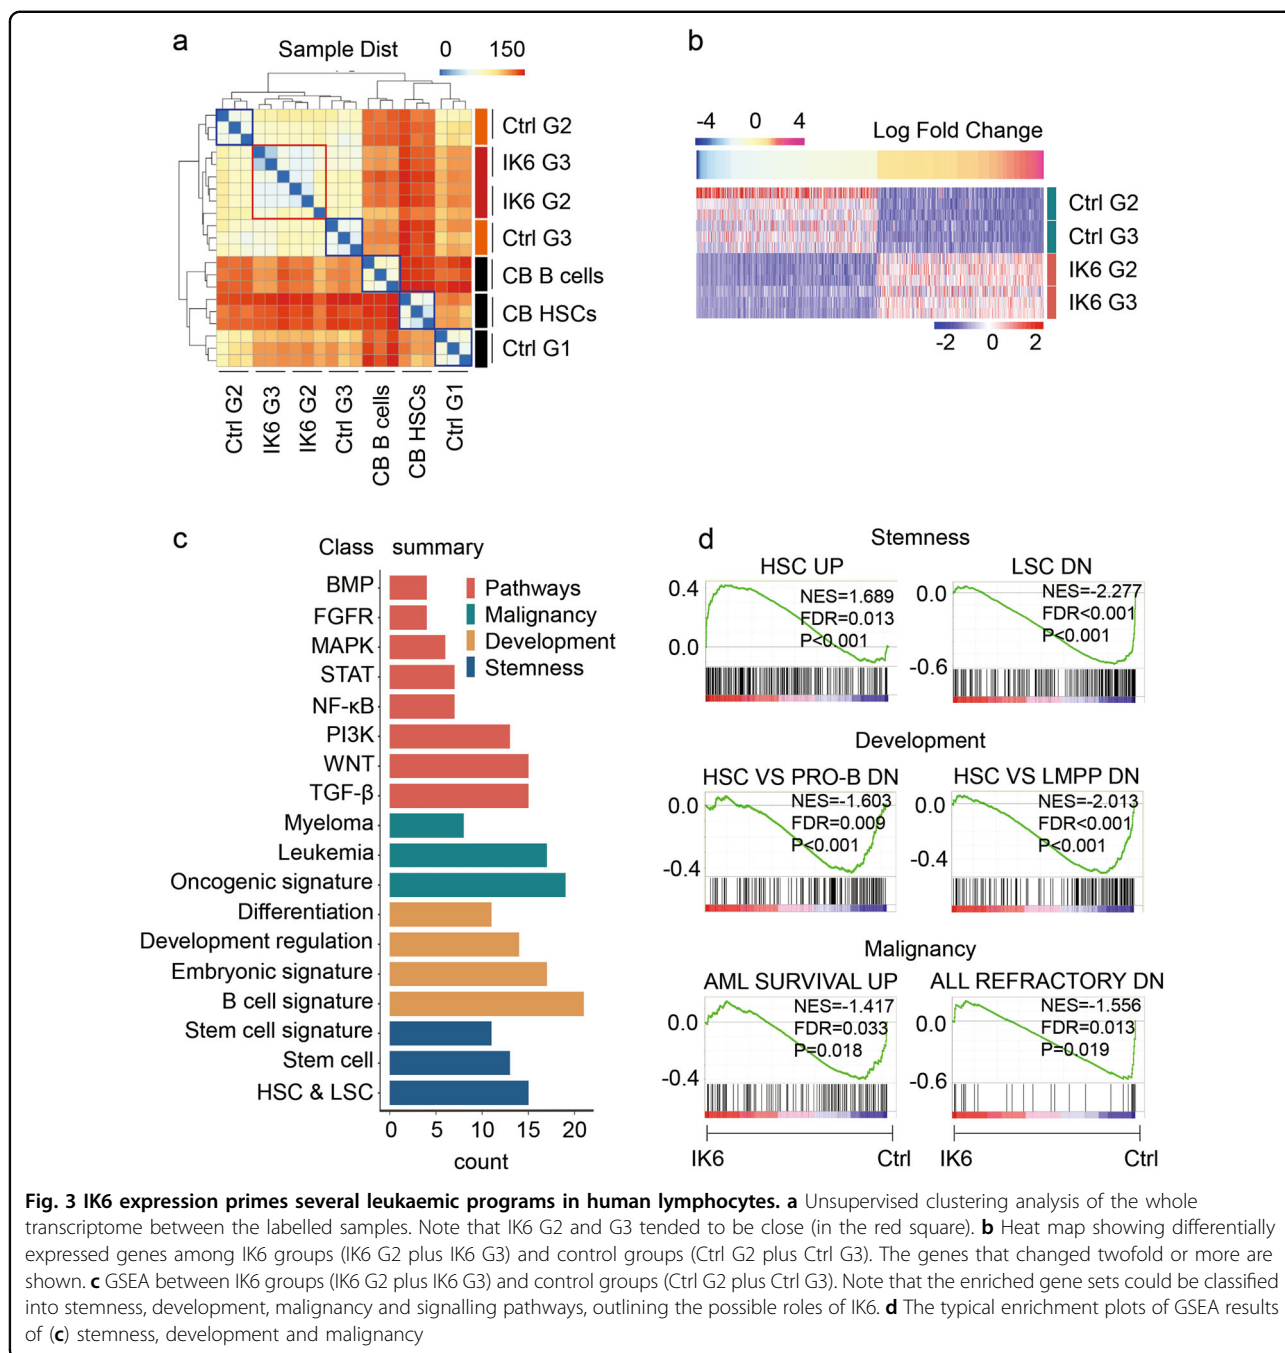 a
Sample Dist
0 150
Ctrl G2
IK6 G3
IK6 G2
Ctrl G3
CB B cells
CB HSCs
Ctrl G1
Ctrl G2
IK6 G3
IK6 G2
Ctrl G3
CB B cells
CB HSCs
Ctrl G1
b
-4 0 4
Log Fold Change
Ctrl G2
Ctrl G3
IK6 G2
IK6 G3
-2 0 2
c
Class summary
BMP
FGFR
MAPK
STAT
NF-κB
PI3K
WNT
TGF-β
Myeloma
Leukemia
Oncogenic signature
Differentiation
Development regulation
Embryonic signature
B cell signature
Stem cell signature
Stem cell
HSC & LSC
Pathways
Malignancy
Development
Stemness
0 5 10 15 20
count
d
Stemness
HSC UP
0.4
0.0
NES=1.689
FDR=0.013
P<0.001
LSC DN
0.0
-0.6
NES=-2.277
FDR<0.001
P<0.001
Development
HSC VS PRO-B DN
0.0
-0.4
NES=-1.603
FDR=0.009
P<0.001
HSC VS LMPP DN
0.0
-0.4
NES=-2.013
FDR<0.001
P<0.001
Malignancy
AML SURVIVAL UP
0.0
-0.4
NES=-1.417
FDR=0.033
P=0.018
ALL REFRACTORY DN
0.0
-0.6
NES=-1.556
FDR=0.013
P=0.019
IK6 Ctrl
IK6 Ctrl
Fig. 3 IK6 expression primes several leukaemic programs in human lymphocytes. a Unsupervised clustering analysis of the whole
transcriptome between the labelled samples. Note that IK6 G2 and G3 tended to be close (in the red square). b Heat map showing differentially
expressed genes among IK6 groups (IK6 G2 plus IK6 G3) and control groups (Ctrl G2 plus Ctrl G3). The genes that changed twofold or more are
shown. c GSEA between IK6 groups (IK6 G2 plus IK6 G3) and control groups (Ctrl G2 plus Ctrl G3). Note that the enriched gene sets could be classified
into stemness, development, malignancy and signalling pathways, outlining the possible roles of IK6. d The typical enrichment plots of GSEA results
of (c) stemness, development and malignancy